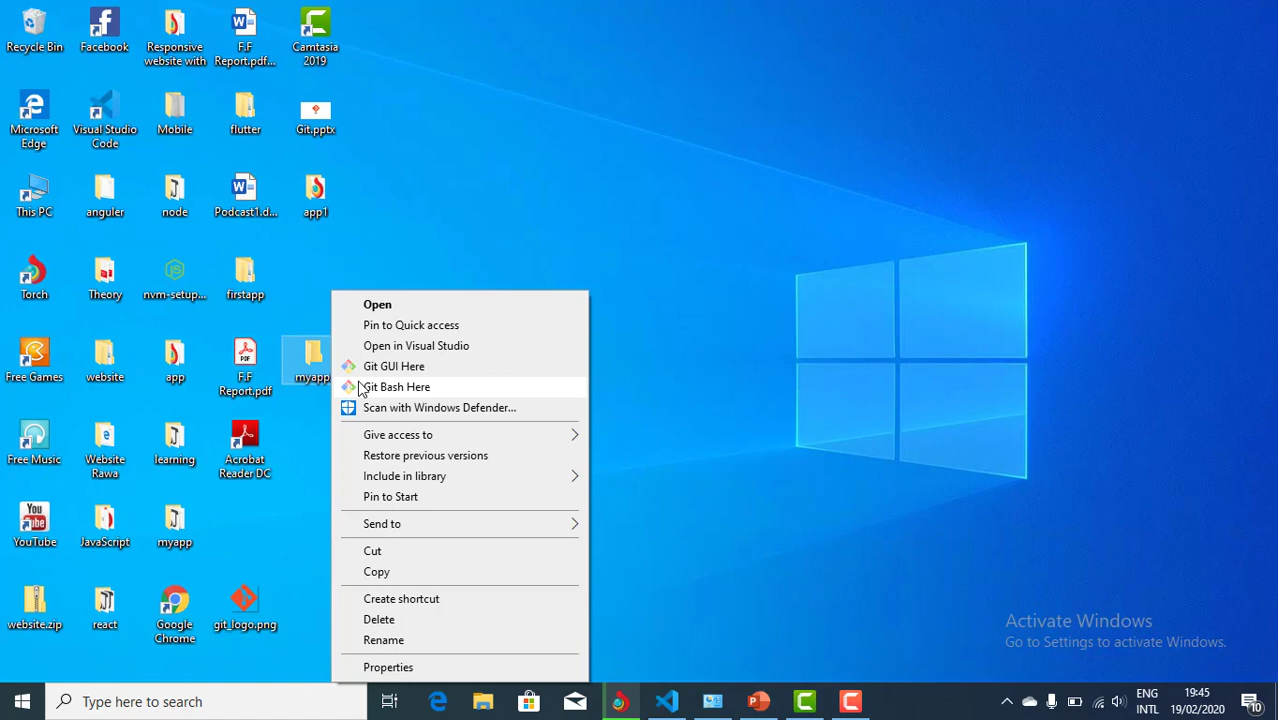 Recycle Bin
Facebook
Responsive
website with
F.F
Report.pdf...
Camtasia
2019
Microsoft
Edge
Visual Studio
Code
Mobile
flutter
Git.pptx
This PC
anguler
node
Podcast1.d...
app1
Torch
Theory
nvm-setup...
firstapp
Free Games
website
app
F.F
Report.pdf
myapp
Free Music
Website
Rawa
learning
Acrobat
Reader DC
YouTube
JavaScript
myapp
website.zip
react
Google
Chrome
git_logo.png
Open
Pin to Quick access
Open in Visual Studio
Git GUI Here
Git Bash Here
Scan with Windows Defender...
Give access to
Restore previous versions
Include in library
Pin to Start
Send to
Cut
Copy
Create shortcut
Delete
Rename
Properties
Activate Windows
Go to Settings to activate Windows.
Type here to search
ENG
INTL
19:45
19/02/2020
10